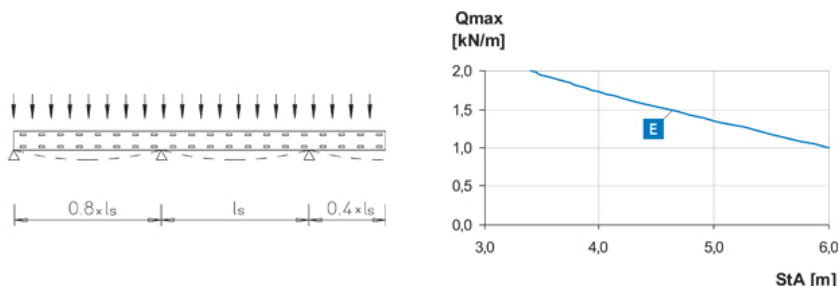 0.8×ls
ls
0.4×ls
Qmax
[kN/m]
2,0
1,5
1,0
0,5
0,0
E
3,0 4,0 5,0 6,0
StA [m]